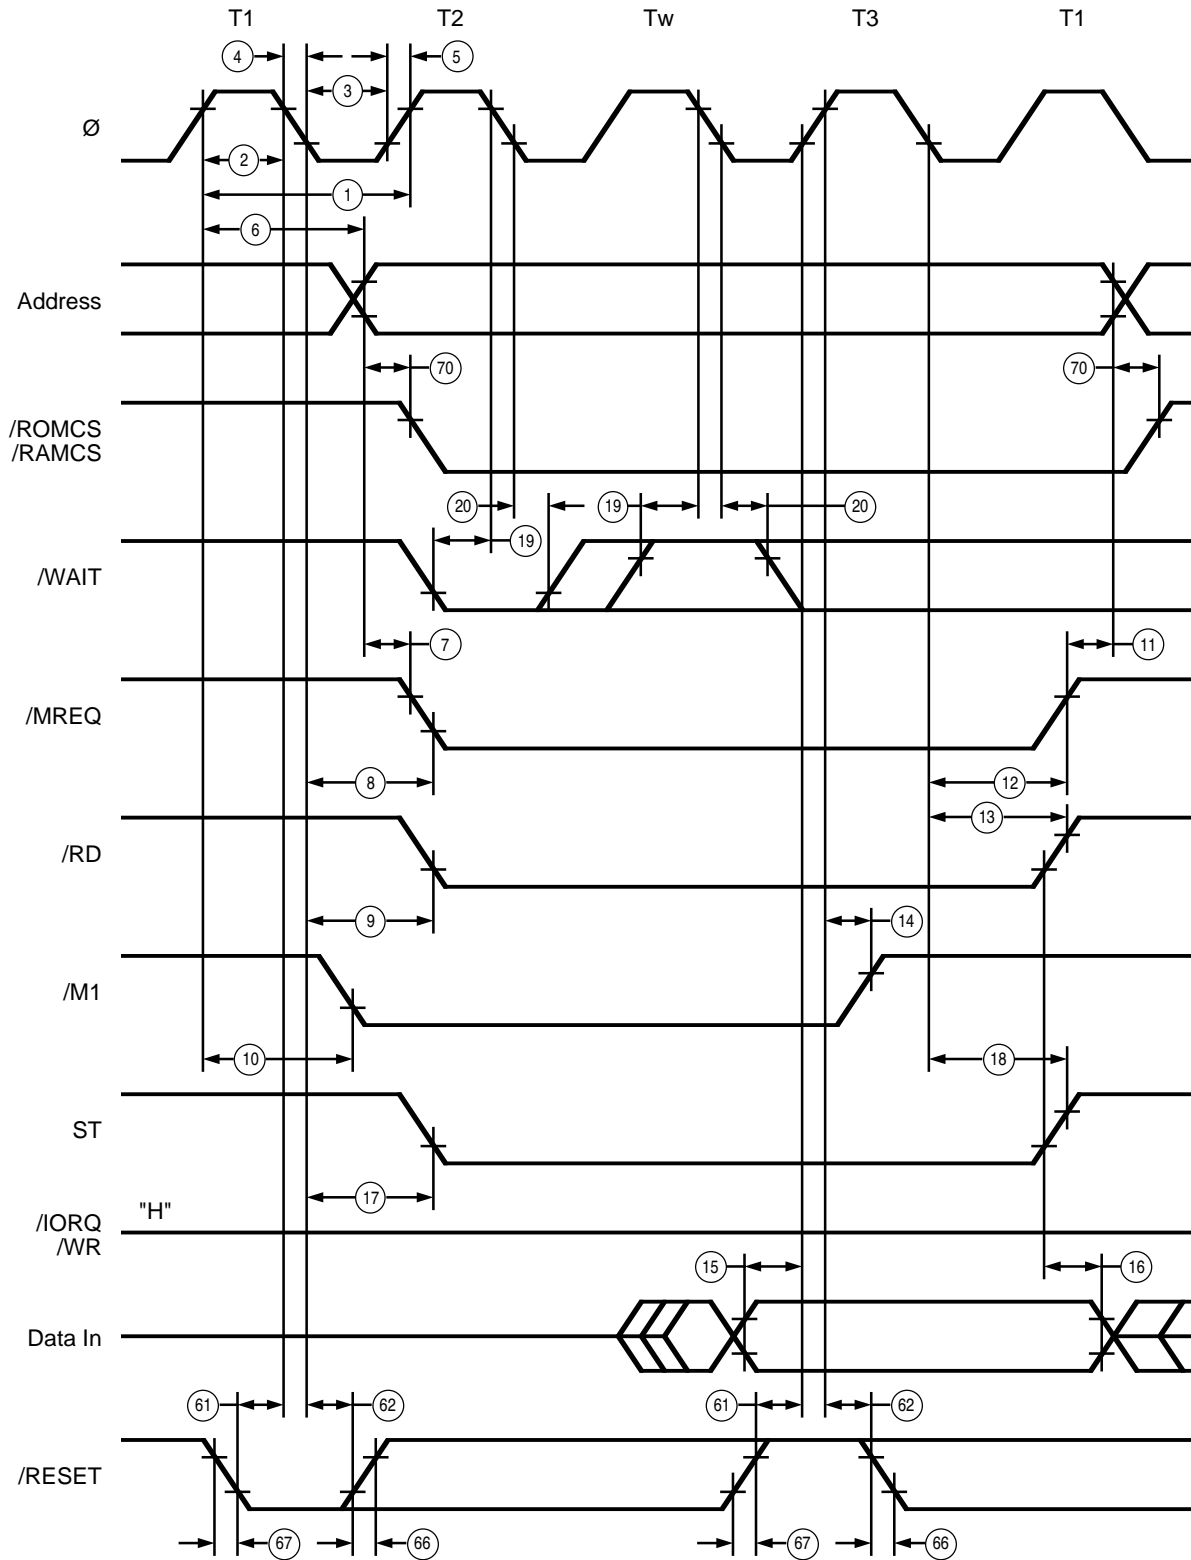 T1 T2 Tw T3 T1
4 5
3
Ø
2
1
6
Address
70 70
/ROMCS
/RAMCS
20 19 20
19
/WAIT
7 11
/MREQ
8 12
13
/RD
9 14
/M1
10 18
ST
17
"H"
/IORQ
/WR
15 16
Data In
61 62 61 62
/RESET
67 66 67 66